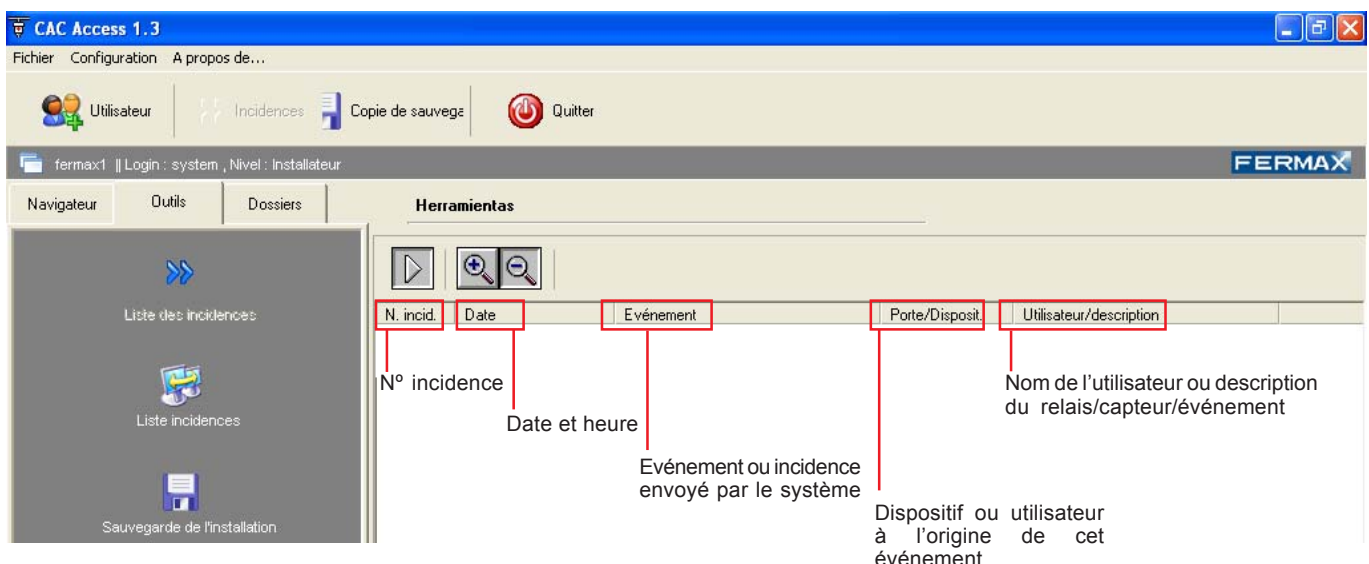 CAC Access 1.3
Fichier Configuration A propos de...
Utilisateur Incidences Copie de sauvega Quitter
fermax1 || Login : system , Nivel : Installateur FERMAX
Navigateur Outils Dossiers Herramientas
Liste des incidences
N. incid. Date Evénement Porte/Disposit. Utilisateur/description
Nº incidence
Date et heure
Evénement ou incidence
envoyé par le système
Dispositif ou utilisateur
à l'origine de cet
événement
Nom de l'utilisateur ou description
du relais/capteur/événement
Liste incidences
Sauvegarde de l'installation